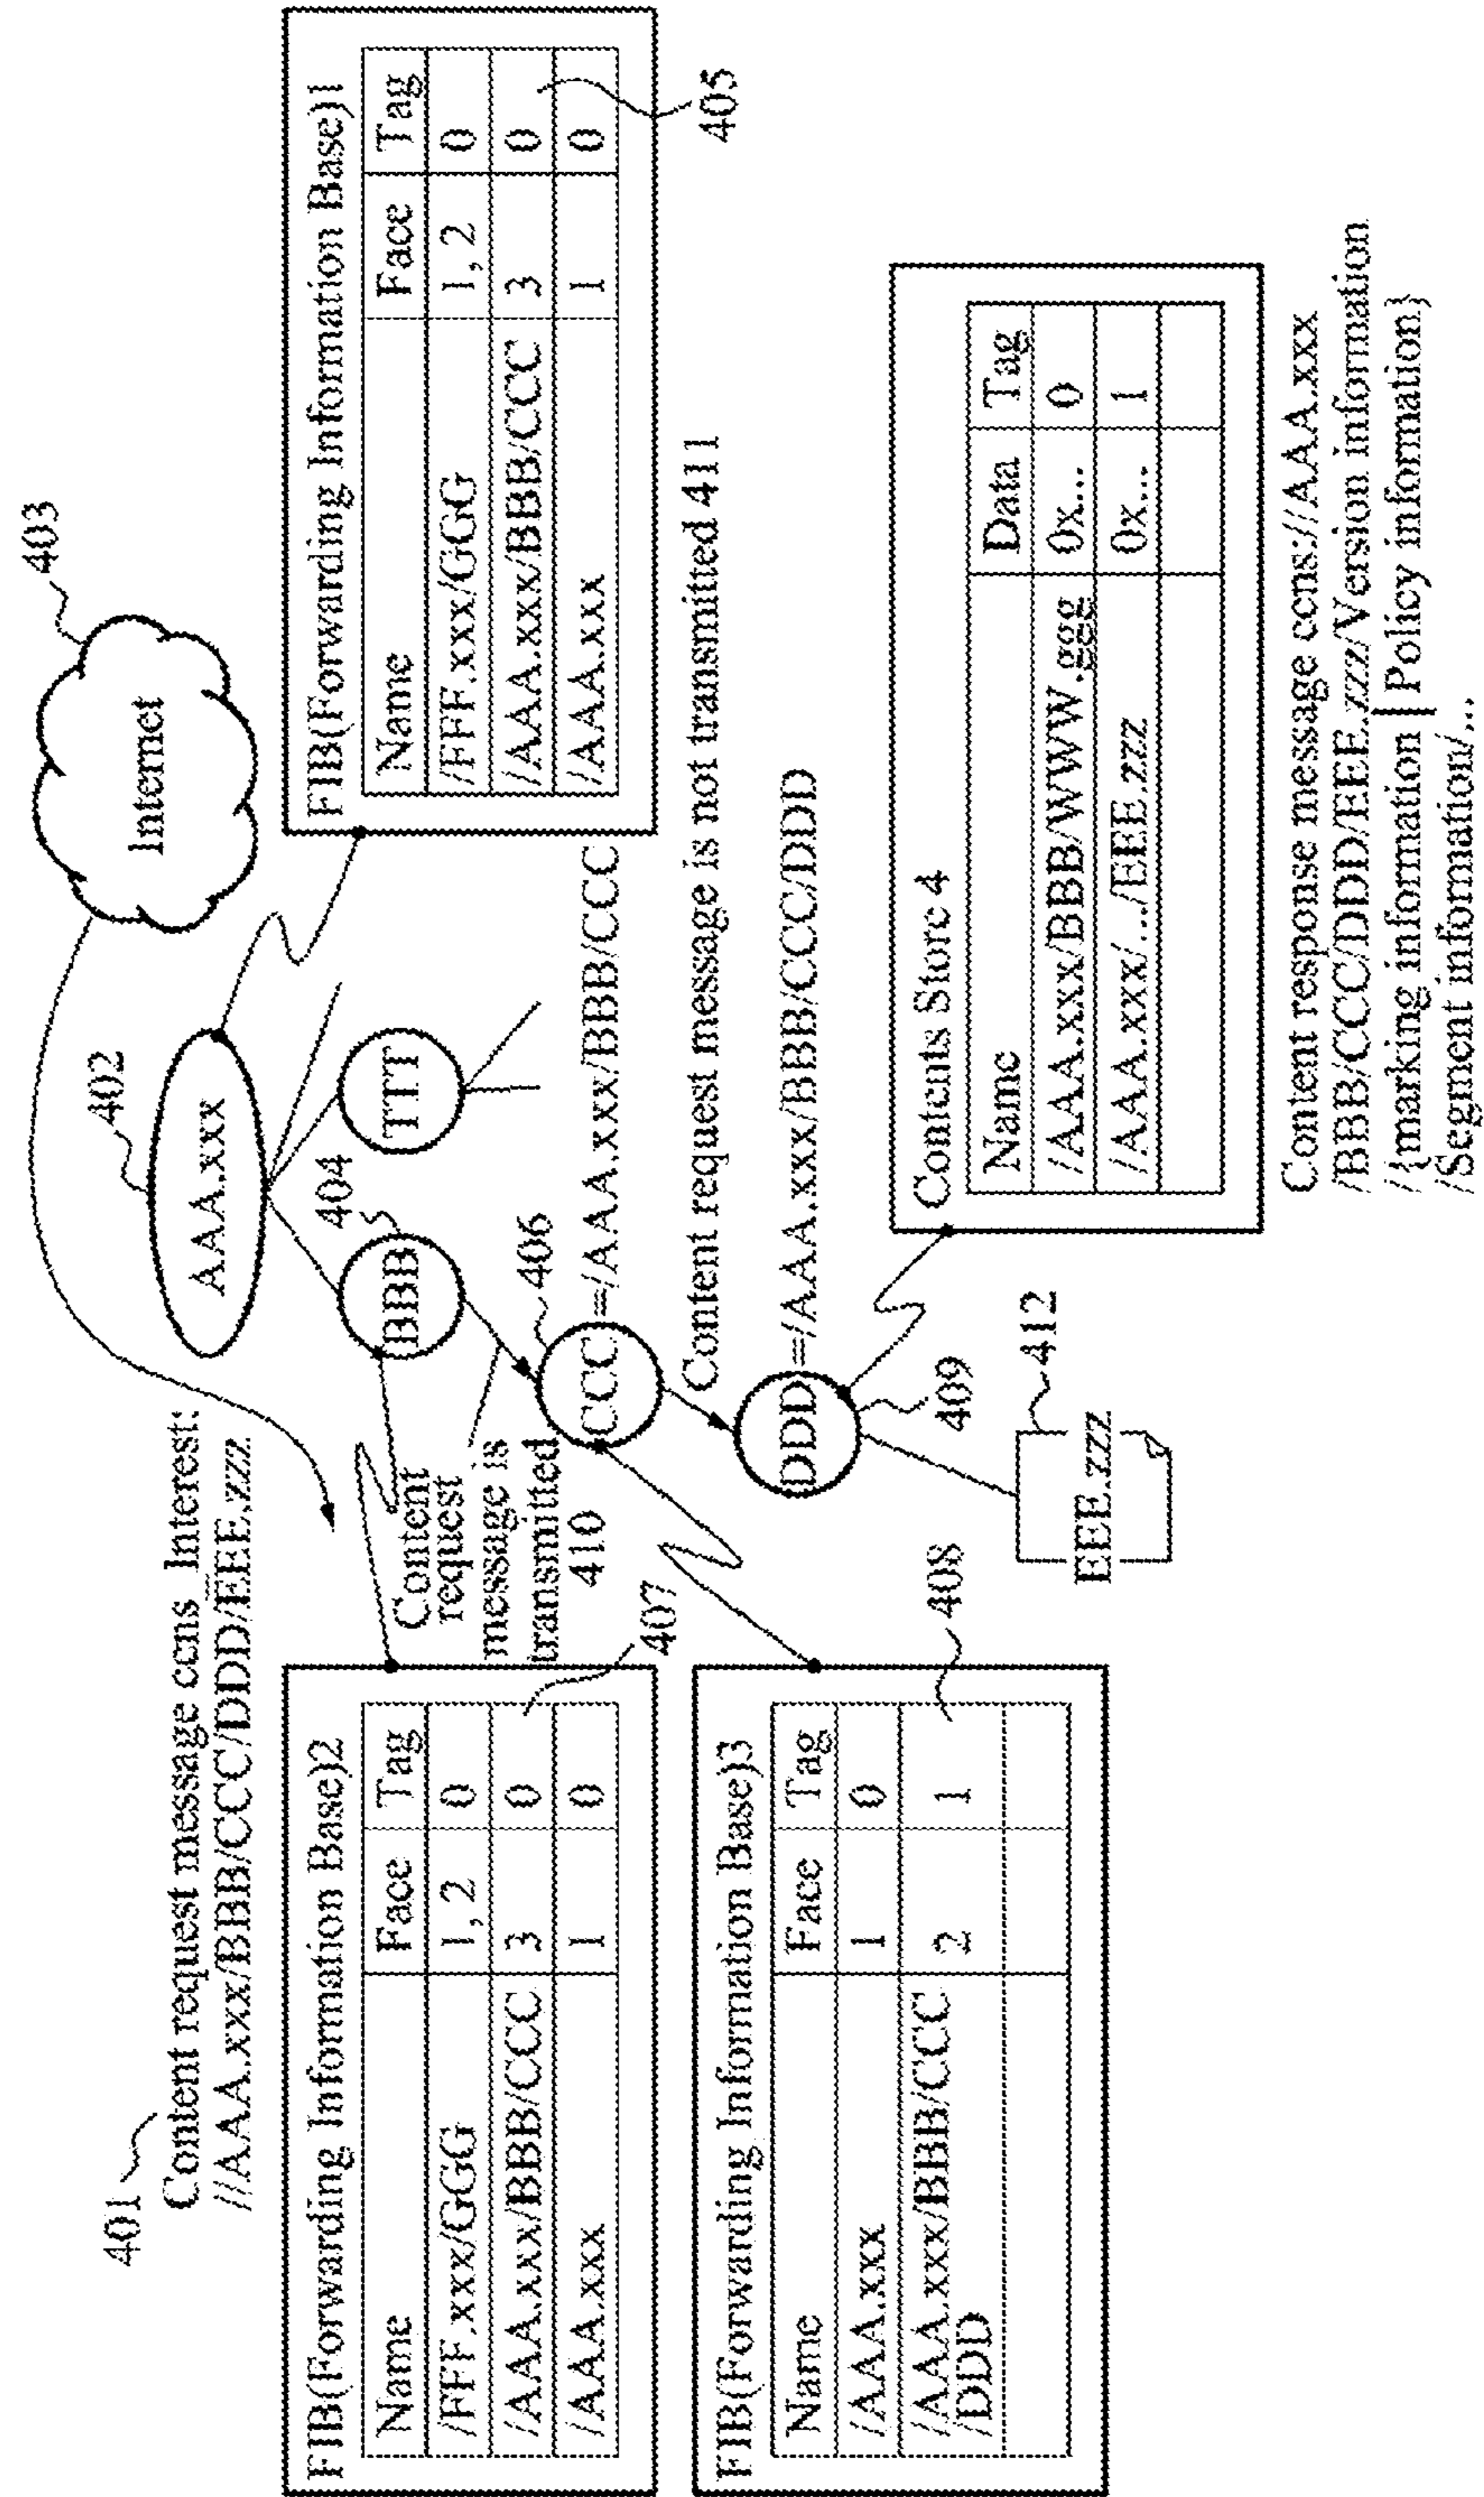 401
Content request message ccns Interest:
//AAA.xxx/BBB/CCC/DDD/EEE.zzz
402
403
Internet
AAA.xxx
FIB(Forwarding Information Base)2
Name Face Tag
/FFF.xxx/GGG 1, 2 0
/AAA.xxx/BBB/CCC 3 0
/AAA.xxx 1 0
407
Content
request
message is
transmitted
410
404
BBB
TTT
406
CCC=/AAA.xxx/BBB/CCC
FIB(Forwarding Information Base)1
Name Face Tag
/FFF.xxx/GGG 1, 2 0
/AAA.xxx/BBB/CCC 3 0
/AAA.xxx 1 0
405
Content request message is not transmitted 411
FIB(Forwarding Information Base)3
Name Face Tag
/AAA.xxx 1 0
/AAA.xxx/BBB/CCC 2 1
/DDD
408
DDD=/AAA.xxx/BBB/CCC/DDD
409
412
EEE.zzz
Contents Store 4
Name Data Tag
/AAA.xxx/BBB/WWW.ggg 0x... 0
/AAA.xxx/.../EEE.zzz 0x... 1
Content response message ccns://AAA.xxx
/BBB/CCC/DDD/EEE.zzz/Version information
/{marking information | Policy information}
/Segment information/...